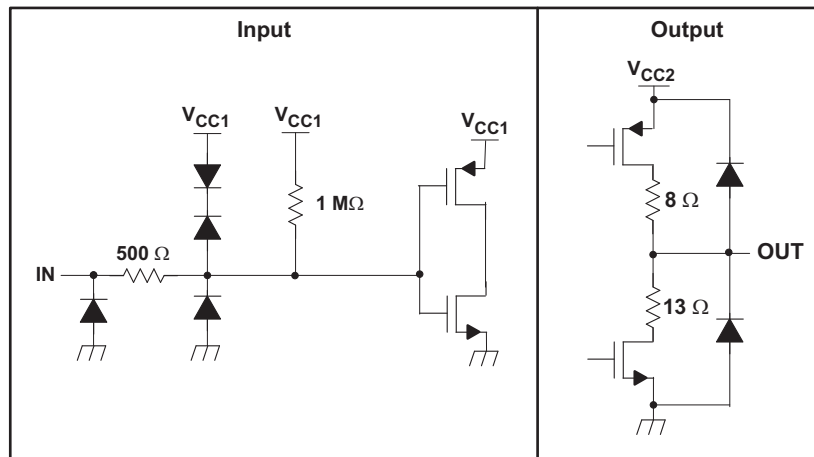 Input
VCC1
VCC1
VCC1
1 MΩ
500 Ω
IN
Output
VCC2
8 Ω
OUT
13 Ω